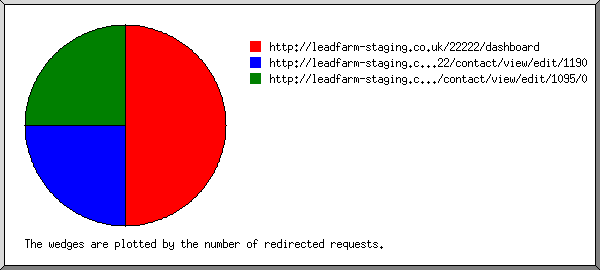 http://leadfarm-staging.co.uk/22222/dashboard
http://leadfarm-staging.c...22/contact/view/edit/1190
http://leadfarm-staging.c.../contact/view/edit/1095/0
The wedges are plotted by the number of redirected requests.